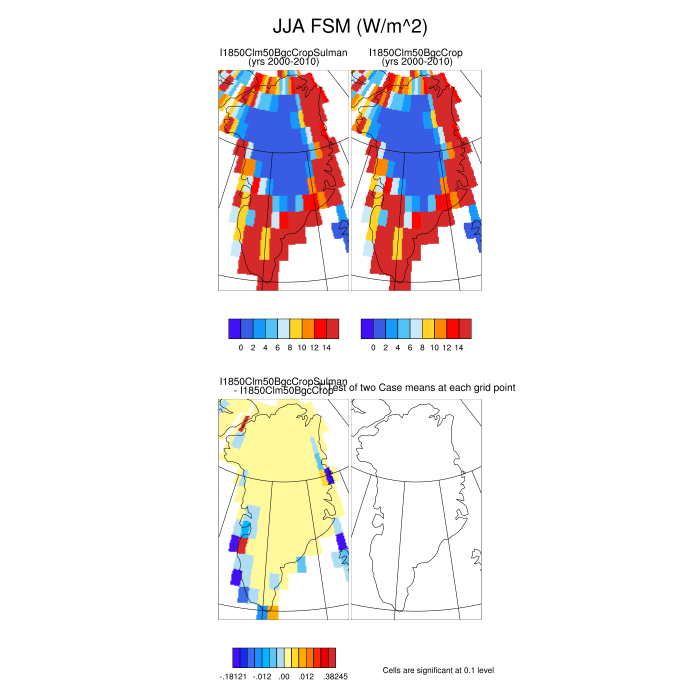 JJA FSM (W/m^2)
I1850Clm50BgcCropSulman
(yrs 2000-2010)
I1850Clm50BgcCrop
(yrs 2000-2010)
0 2 4 6 8 10 12 14
0 2 4 6 8 10 12 14
I1850Clm50BgcCropSulman
- I1850Clm50BgcCrop
Test of two Case means at each grid point
-.18121 -.012 .00 .012 .38245
Cells are significant at 0.1 level